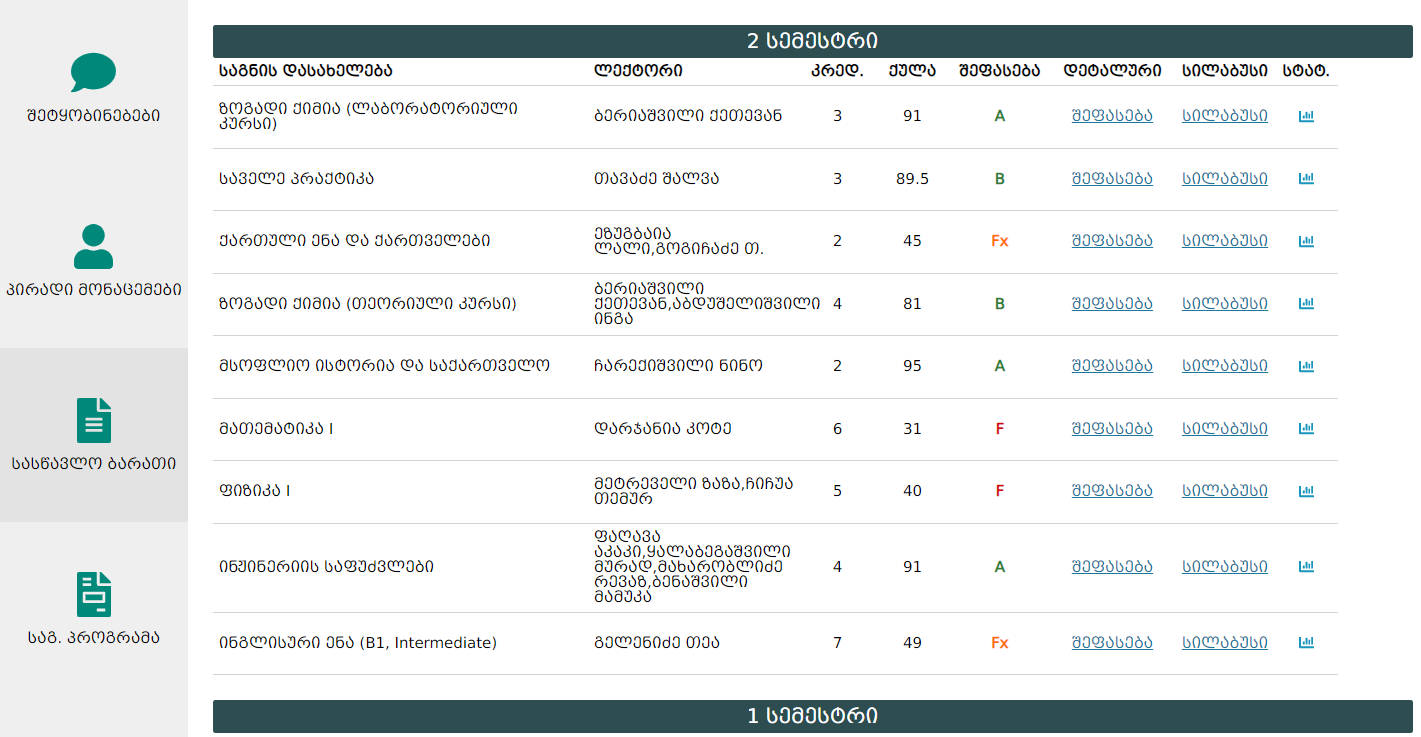 შეტყობინებები
პირადი მონაცემები
სასწავლო ბარათი
საგ. პროგრამა
2 სემესტრი
საგნის დასახელება ლექტორი კრედ. ქულა შეფასება დეტალური სილაბუსი სტატ.
ზოგადი ქიმია (ლაბორატორიული
კურსი)
ბერიაშვილი ქეთევან 3 91 A შეფასება სილაბუსი
საველე პრაქტიკა თავაძე შალვა 3 89.5 B შეფასება სილაბუსი
ქართული ენა და ქართველები
ეზუგბაია
ლალი,გოგიჩაძე თ.
2 45 Fx შეფასება სილაბუსი
ზოგადი ქიმია (თეორიული კურსი)
ბერიაშვილი
ქეთევან,აბდუშელიშვილი
ინგა
4 81 B შეფასება სილაბუსი
მსოფლიო ისტორია და საქართველო ჩარექიშვილი ნინო 2 95 A შეფასება სილაბუსი
მათემატიკა I დარჯანია კოტე 6 31 F შეფასება სილაბუსი
ფიზიკა I
მეტრეველი ზაზა,ჩიჩუა
თემურ
5 40 F შეფასება სილაბუსი
ინჟინერიის საფუძვლები
ფაღავა
აკაკი,ყალაბეგაშვილი
მურად,მახარობლიძე
რევაზ,ბენაშვილი
მამუკა
4 91 A შეფასება სილაბუსი
ინგლისური ენა (B1, Intermediate) გელენიძე თეა 7 49 Fx შეფასება სილაბუსი
1 სემესტრი